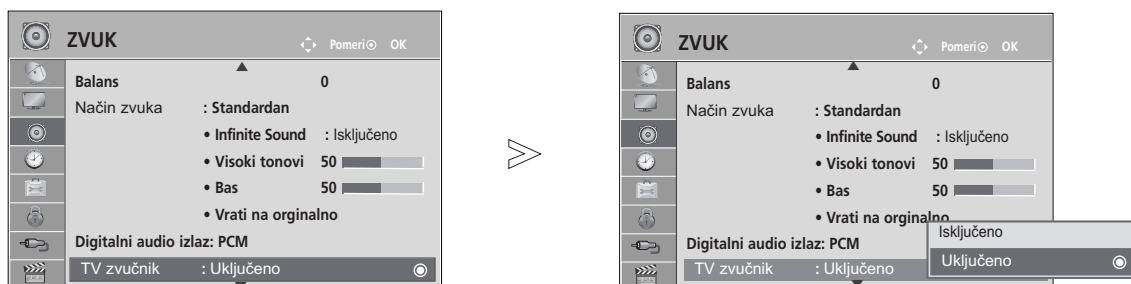 ZVUK
Pomeri OK
Balans 0
Način zvuka : Standardan
• Infinite Sound : Isključeno
• Visoki tonovi 50
• Bas 50
• Vrati na orginalno
Digitalni audio izlaz: PCM
TV zvučnik : Uključeno
ZVUK
Pomeri OK
Balans 0
Način zvuka : Standardan
• Infinite Sound : Isključeno
• Visoki tonovi 50
• Bas 50
• Vrati na orginalno
Digitalni audio izlaz: PCM
TV zvučnik : Uključeno
Isključeno
Uključeno